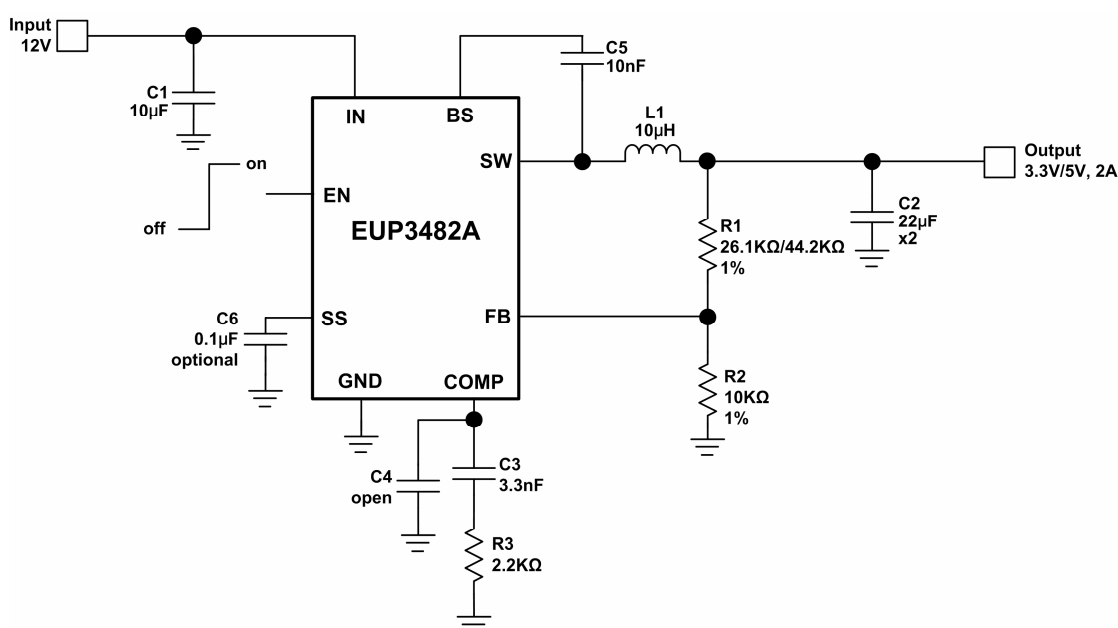 Input
12V
C1
10µF
IN
BS
C5
10nF
L1
10µH
SW
Output
3.3V/5V, 2A
on
off
EN
EUP3482A
C2
22µF
x2
R1
26.1KΩ/44.2KΩ
1%
C6
0.1µF
optional
SS
FB
GND
COMP
R2
10KΩ
1%
C4
open
C3
3.3nF
R3
2.2KΩ